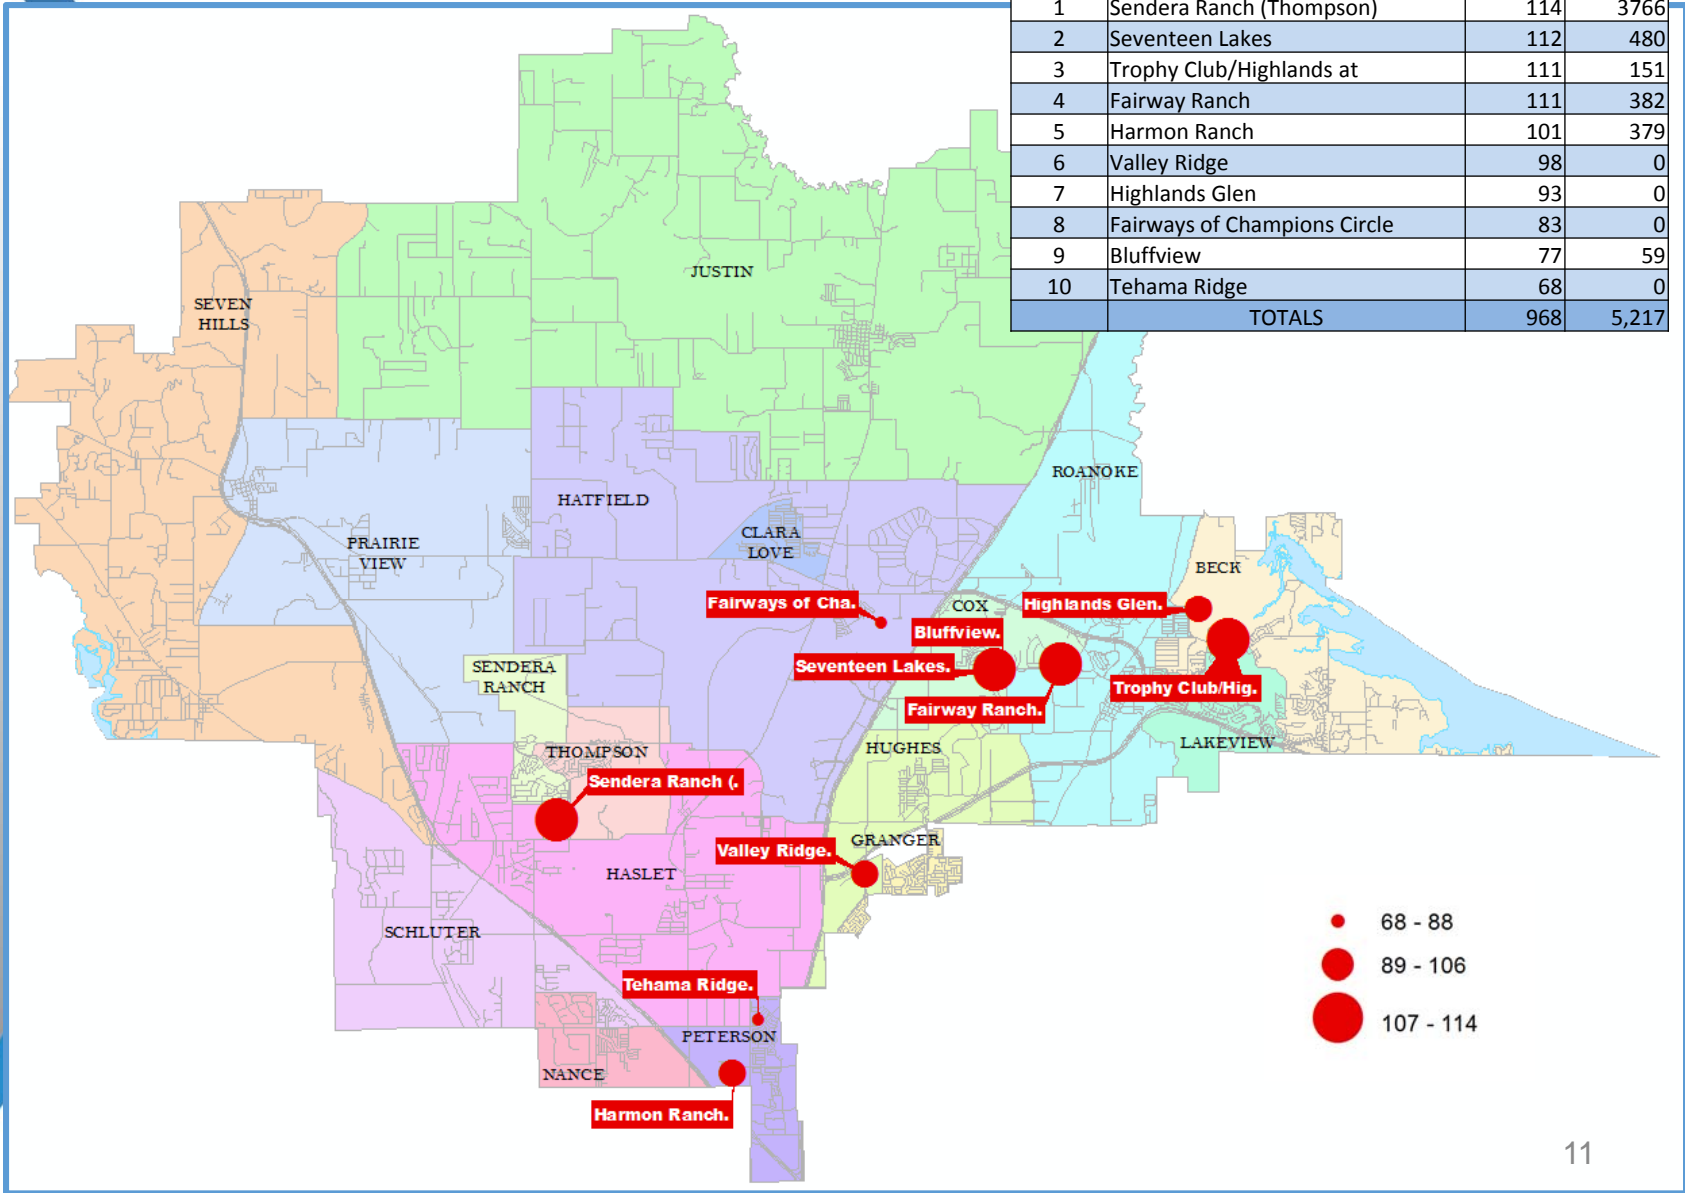 1 Sendera Ranch (Thompson) 114 3766
2 Seventeen Lakes 112 480
3 Trophy Club/Highlands at 111 151
4 Fairway Ranch 111 382
5 Harmon Ranch 101 379
6 Valley Ridge 98 0
7 Highlands Glen 93 0
8 Fairways of Champions Circle 83 0
9 Bluffview 77 59
10 Tehama Ridge 68 0
TOTALS 968 5,217
JUSTIN
SEVEN
HILLS
ROANOKE
HATFIELD
CLARA
LOVE
PRAIRIE
VIEW
BECK
Fairways of Cha.
COX
Highlands Glen.
Bluffview.
Seventeen Lakes.
SENDERA
RANCH
Trophy Club/Hig.
Fairway Ranch.
LAKEVIEW
HUGHES
THOMPSON
Sendera Ranch (.
GRANGER
Valley Ridge.
HASLET
SCHLUTER
68 - 88
89 - 106
107 - 114
Tehama Ridge.
PETERSON
NANCE
Harmon Ranch.
11